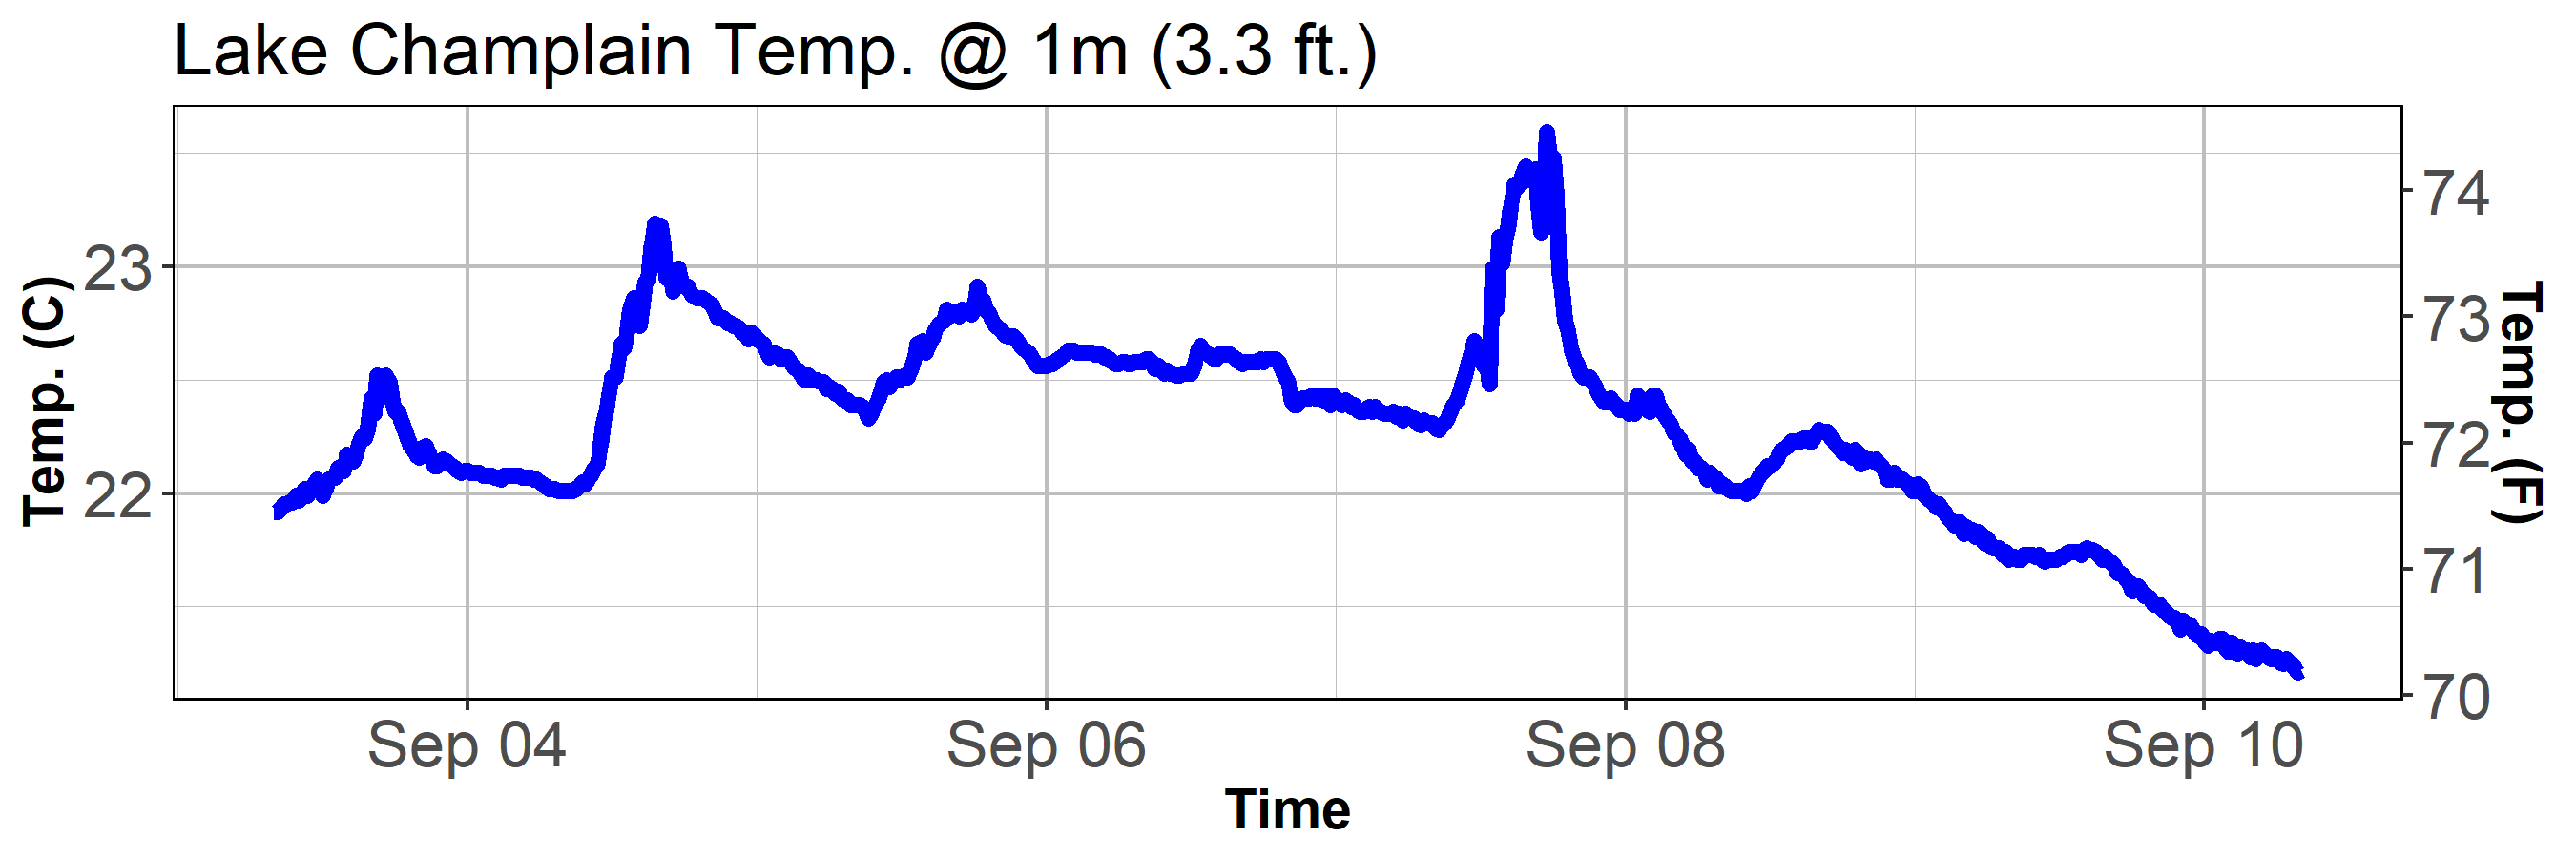 Lake Champlain Temp. @ 1m (3.3 ft.)
Temp. (C)
23
22
74
73
72
71
70
Temp. (F)
Sep 04 Sep 06 Sep 08 Sep 10
Time